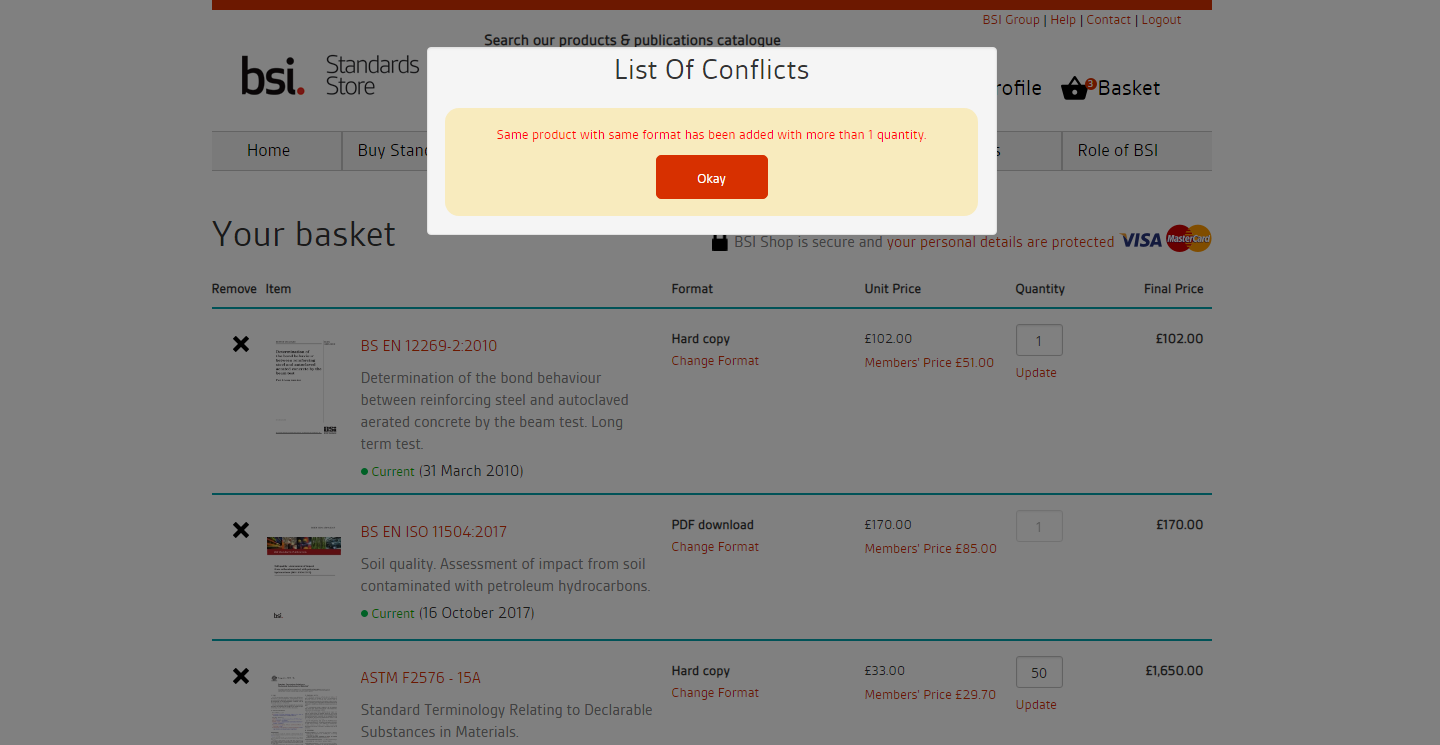 BSI Group | Help | Contact | Logout
Search our products & publications catalogue
bsi. Standards Store
rofile
3 Basket
List Of Conflicts
Same product with same format has been added with more than 1 quantity.
Okay
Home
Buy Stan
s
Role of BSI
Your basket
BSI Shop is secure and your personal details are protected VISA MasterCard
Remove Item Format Unit Price Quantity Final Price
BS EN 12269-2:2010
Determination of the bond behaviour
between reinforcing steel and autoclaved
aerated concrete by the beam test. Long
term test.
Current (31 March 2010)
Hard copy
Change Format
£102.00
Members' Price £51.00
1
Update
£102.00
BS EN ISO 11504:2017
Soil quality. Assessment of impact from soil
contaminated with petroleum hydrocarbons.
Current (16 October 2017)
PDF download
Change Format
£170.00
Members' Price £85.00
1
£170.00
bsi.
ASTM F2576 - 15A
Standard Terminology Relating to Declarable
Substances in Materials.
Hard copy
Change Format
£33.00
Members' Price £29.70
50
Update
£1,650.00